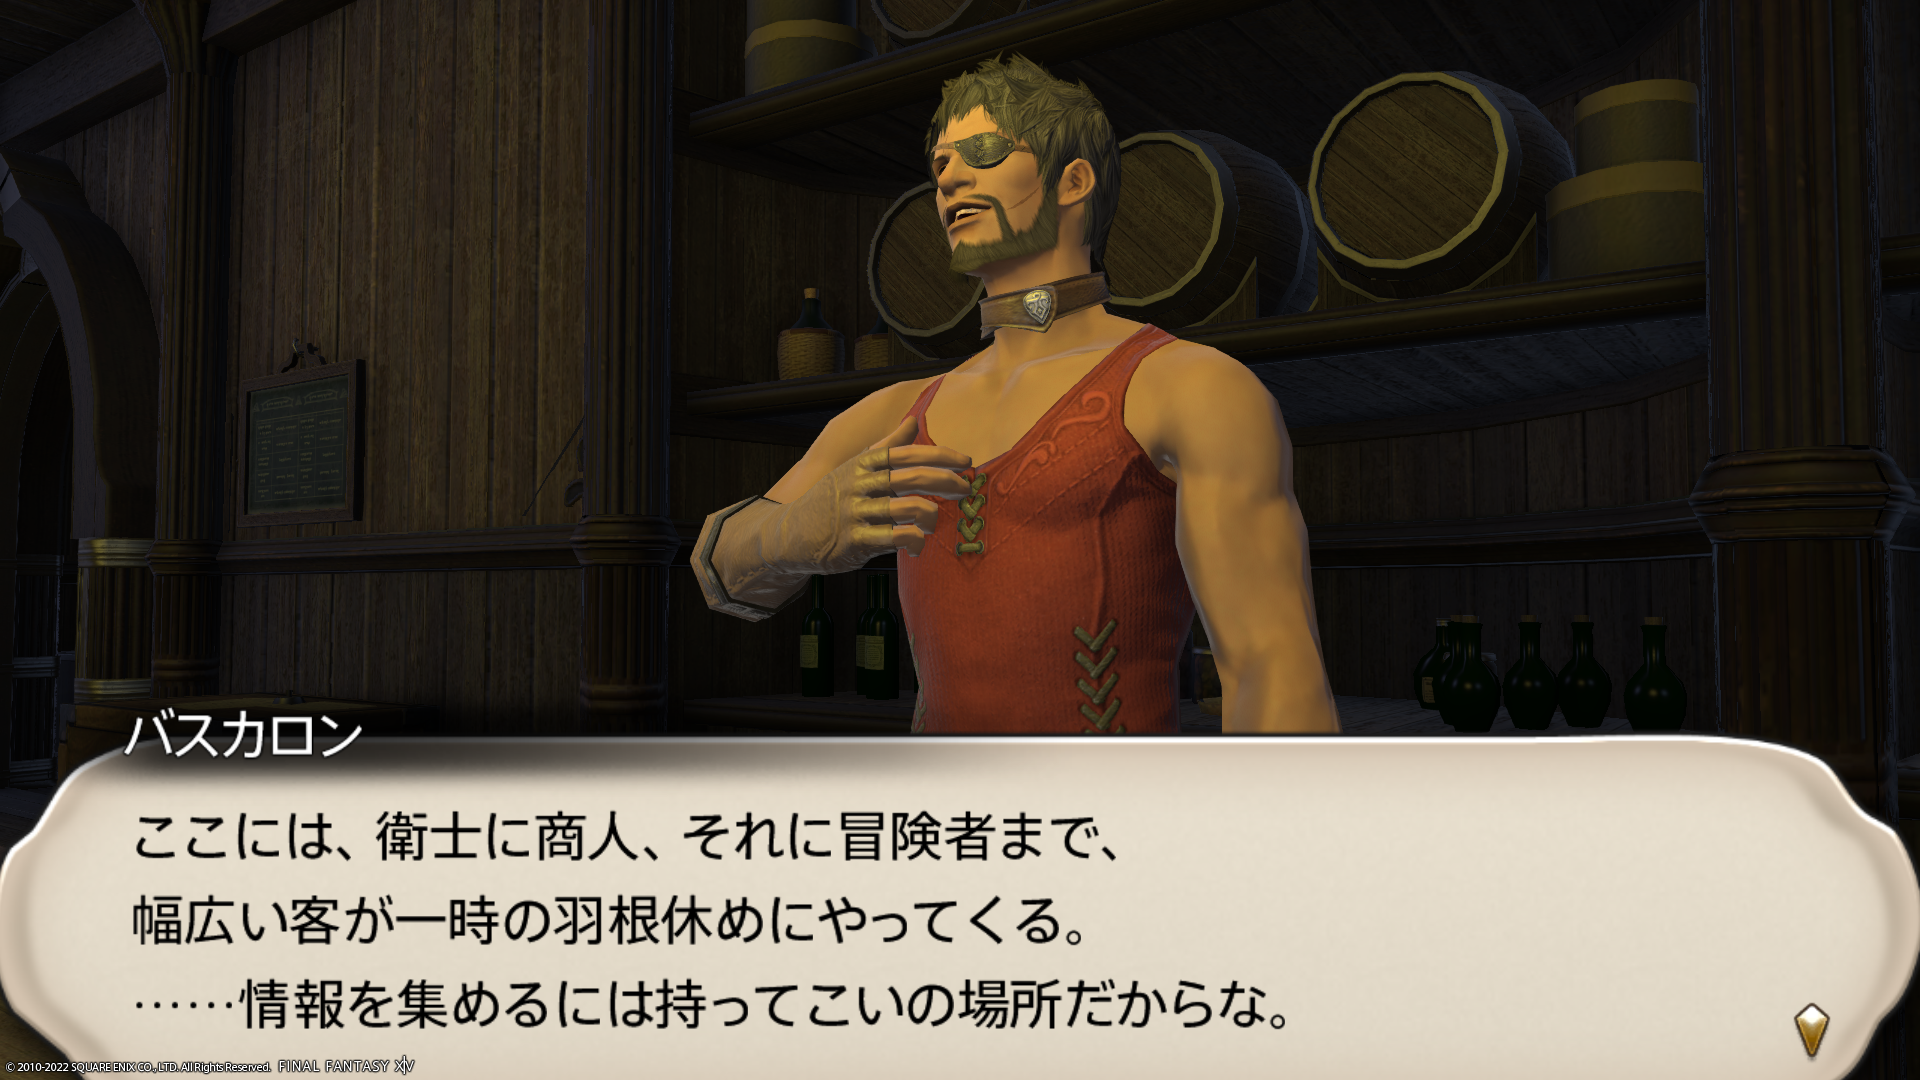 バスカロン
ここには、衛士に商人、それに冒険者まで、
幅広い客が一時の羽根休めにやってくる。
……情報を集めるには持ってこいの場所だからな。
© 2010-2022 SQUARE ENIX CO., LTD. All Rights Reserved. FINAL FANTASY XIV